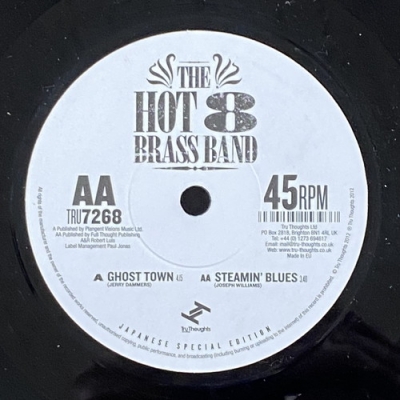 THE
HOT 8
BRASS BAND
AA
TRU7268
A Published by Plangent Visions Music Ltd.
AA Published by Full Thought Publishing
A&R Robert Luis
Label Management Paul Jonas
45RPM
Tru Thoughts Ltd
PO Box 2818, Brighton BN1 4RL, UK
Tel: +44 (0) 1273 694617
Email: mail@tru-thoughts.co.uk
www.tru-thoughts.co.uk
Made in EU
A GHOST TOWN
(JERRY DAMMERS)
AA STEAMIN' BLUES
(JOSEPH WILLIAMS)
Tru Thoughts
JAPANESE SPECIAL EDITION